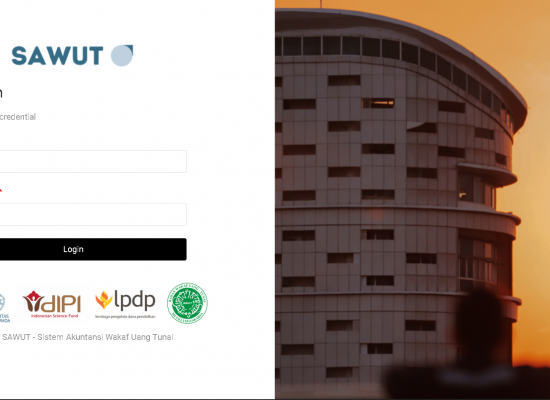 SAWUT
credential
Login
dIPI
Indonesian Science Fund
lpdp
lembaga pengelola dana pendidikan
SAWUT - Sistem Akuntansi Wakaf Uang Tunai